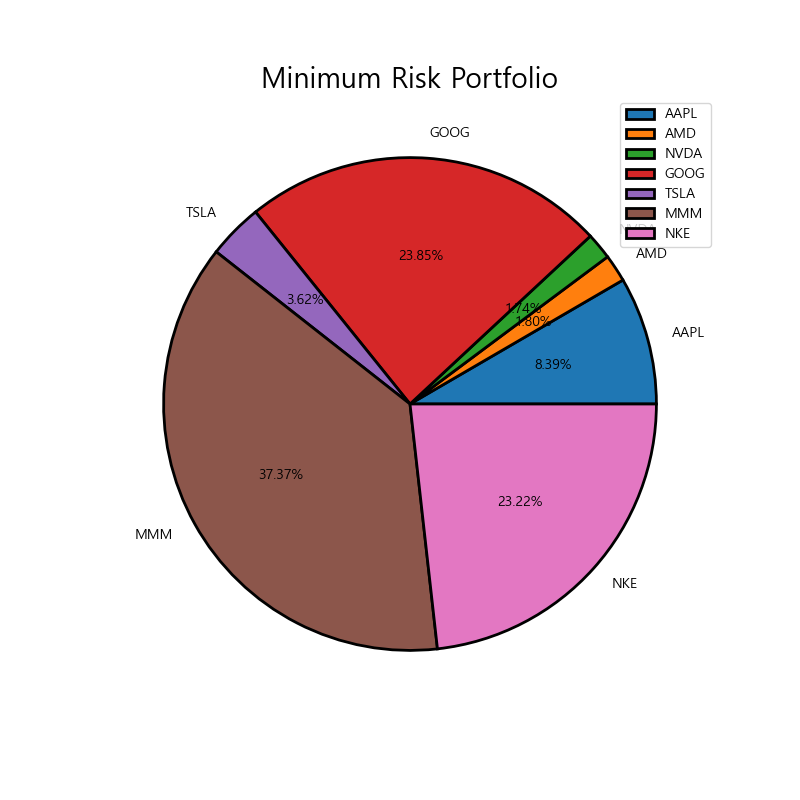 Minimum Risk Portfolio
AAPL
AMD
NVDA
GOOG
TSLA
MMM
NKE
GOOG
TSLA
AMD
AAPL
MMM
NKE
23.85%
3.62%
1.74%
1.80%
8.39%
37.37%
23.22%